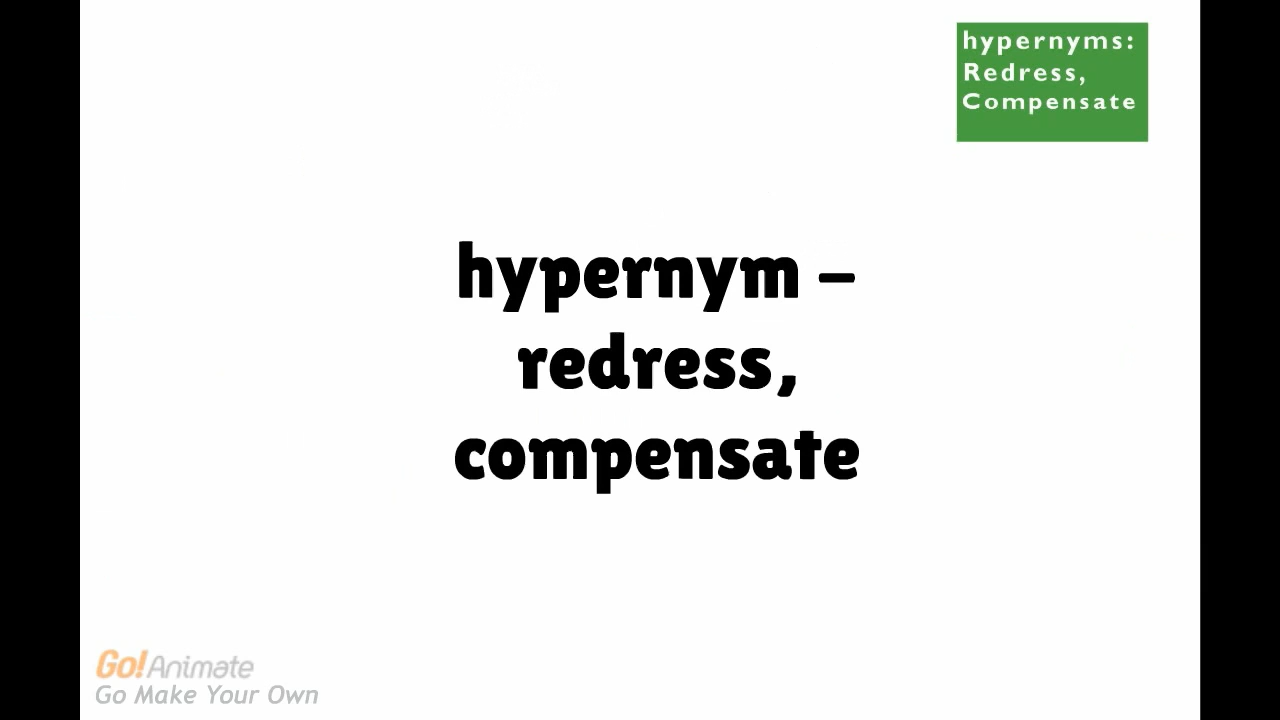 hypernyms:
Redress,
Compensate
hypernym –
redress,
compensate
Go!Animate
Go Make Your Own